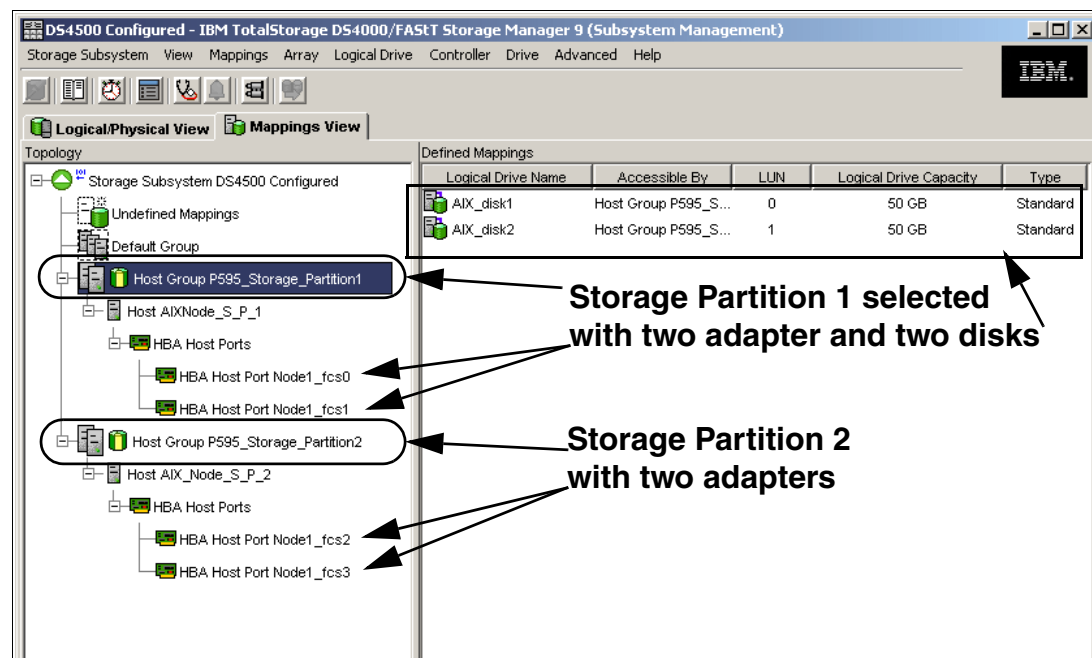 DS4500 Configured - IBM TotalStorage DS4000/FAStT Storage Manager 9 (Subsystem Management)
Storage Subsystem View Mappings Array Logical Drive Controller Drive Advanced Help
IBM.
Logical/Physical View Mappings View
Topology
Storage Subsystem DS4500 Configured
Undefined Mappings
Default Group
Host Group P595_Storage_Partition1
Host AIXNode_S_P_1
HBA Host Ports
HBA Host Port Node1_fcs0
HBA Host Port Node1_fcs1
Host Group P595_Storage_Partition2
Host AIX_Node_S_P_2
HBA Host Ports
HBA Host Port Node1_fcs2
HBA Host Port Node1_fcs3
Defined Mappings
Logical Drive Name Accessible By LUN Logical Drive Capacity Type
AIX_disk1 Host Group P595_S... 0 50 GB Standard
AIX_disk2 Host Group P595_S... 1 50 GB Standard
Storage Partition 1 selected
with two adapter and two disks
Storage Partition 2
with two adapters